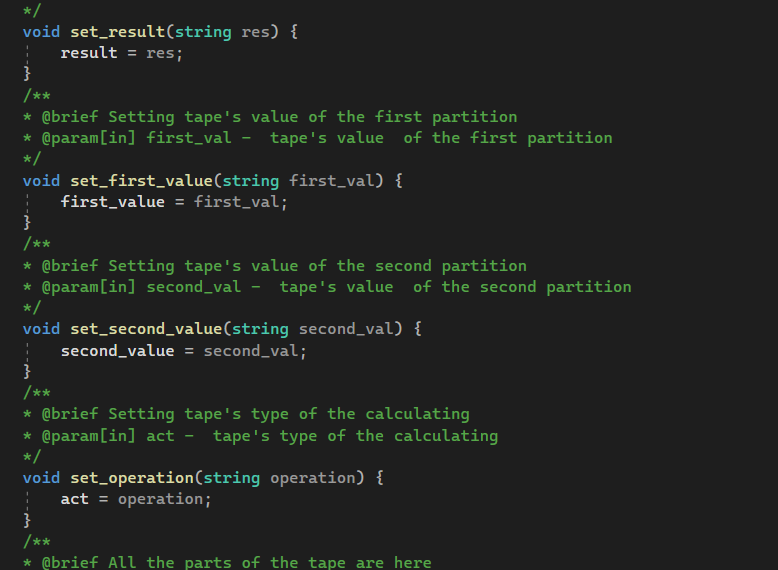 */
void set_result(string res) {
    result = res;
}
/**
* @brief Setting tape's value of the first partition
* @param[in] first_val -  tape's value  of the first partition
*/
void set_first_value(string first_val) {
    first_value = first_val;
}
/**
* @brief Setting tape's value of the second partition
* @param[in] second_val -  tape's value  of the second partition
*/
void set_second_value(string second_val) {
    second_value = second_val;
}
/**
* @brief Setting tape's type of the calculating
* @param[in] act -  tape's type of the calculating
*/
void set_operation(string operation) {
    act = operation;
}
/**
* @brief All the parts of the tape are here